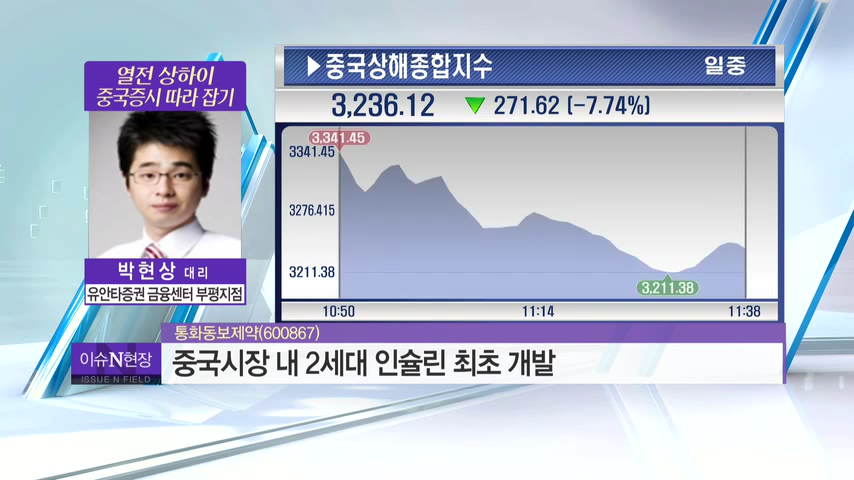 열전 상하이
중국증시 따라 잡기
박현상 대리
유안타증권 금융센터 부평지점
▶중국상해종합지수 일중
3,236.12 ▼ 271.62 (-7.74%)
3,341.45
3341.45
3276.415
3211.38
3,211.38
10:50 11:14 11:38
통화동보제약(600867)
이슈N현장
ISSUE N FIELD
중국시장 내 2세대 인슐린 최초 개발